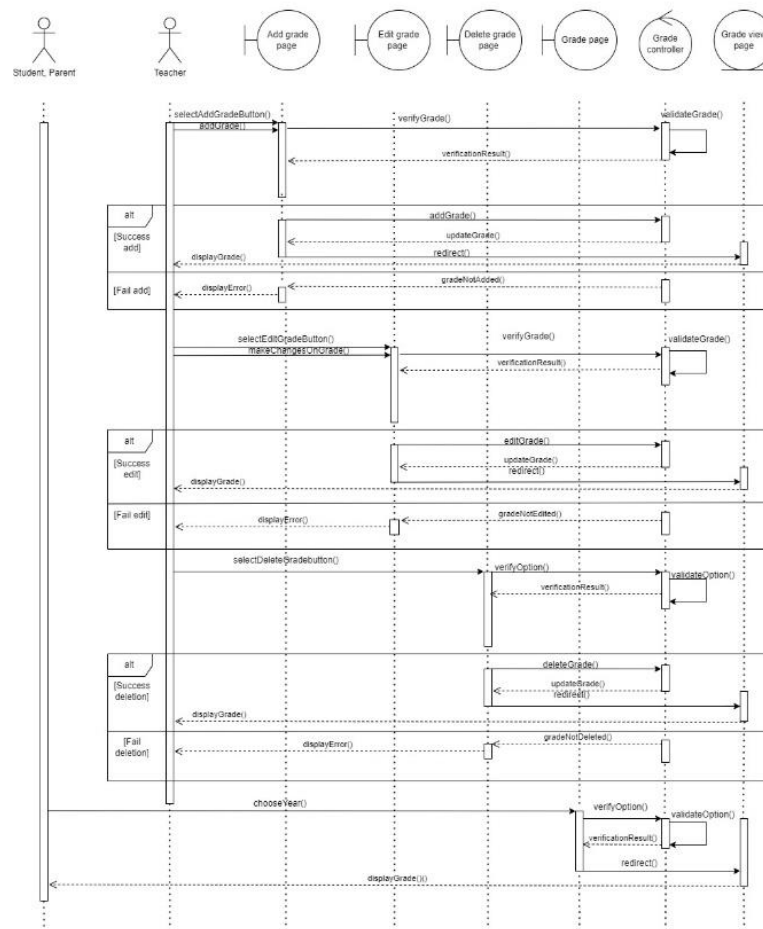 Student, Parent
Teacher
Add grade
page
Edit grade
page
Delete grade
page
Grade page
Grade
controller
Grade view
page
selectAddGradeButton()
addGrade()
verifyGrade()
validateGrade()
verificationResult()
alt
[Success
add]
addGrade()
updateGrade()
redirect()
displayGrade()
[Fail add]
gradeNotAdded()
displayError()
selectEditGradeButton()
makeChangesOnGrade()
verifyGrade()
validateGrade()
verificationResult()
alt
[Success
edit]
editGrade()
updateGrade()
redirect()
displayGrade()
[Fail edit]
gradeNotEdited()
displayError()
selectDeleteGradebutton()
verifyOption()
validateOption()
verificationResult()
alt
[Success
deletion]
deleteGrade()
updateGrade()
redirect()
displayGrade()
[Fail
deletion]
gradeNotDeleted()
displayError()
chooseYear()
verifyOption()
validateOption()
verificationResult()
redirect()
displayGrade()()